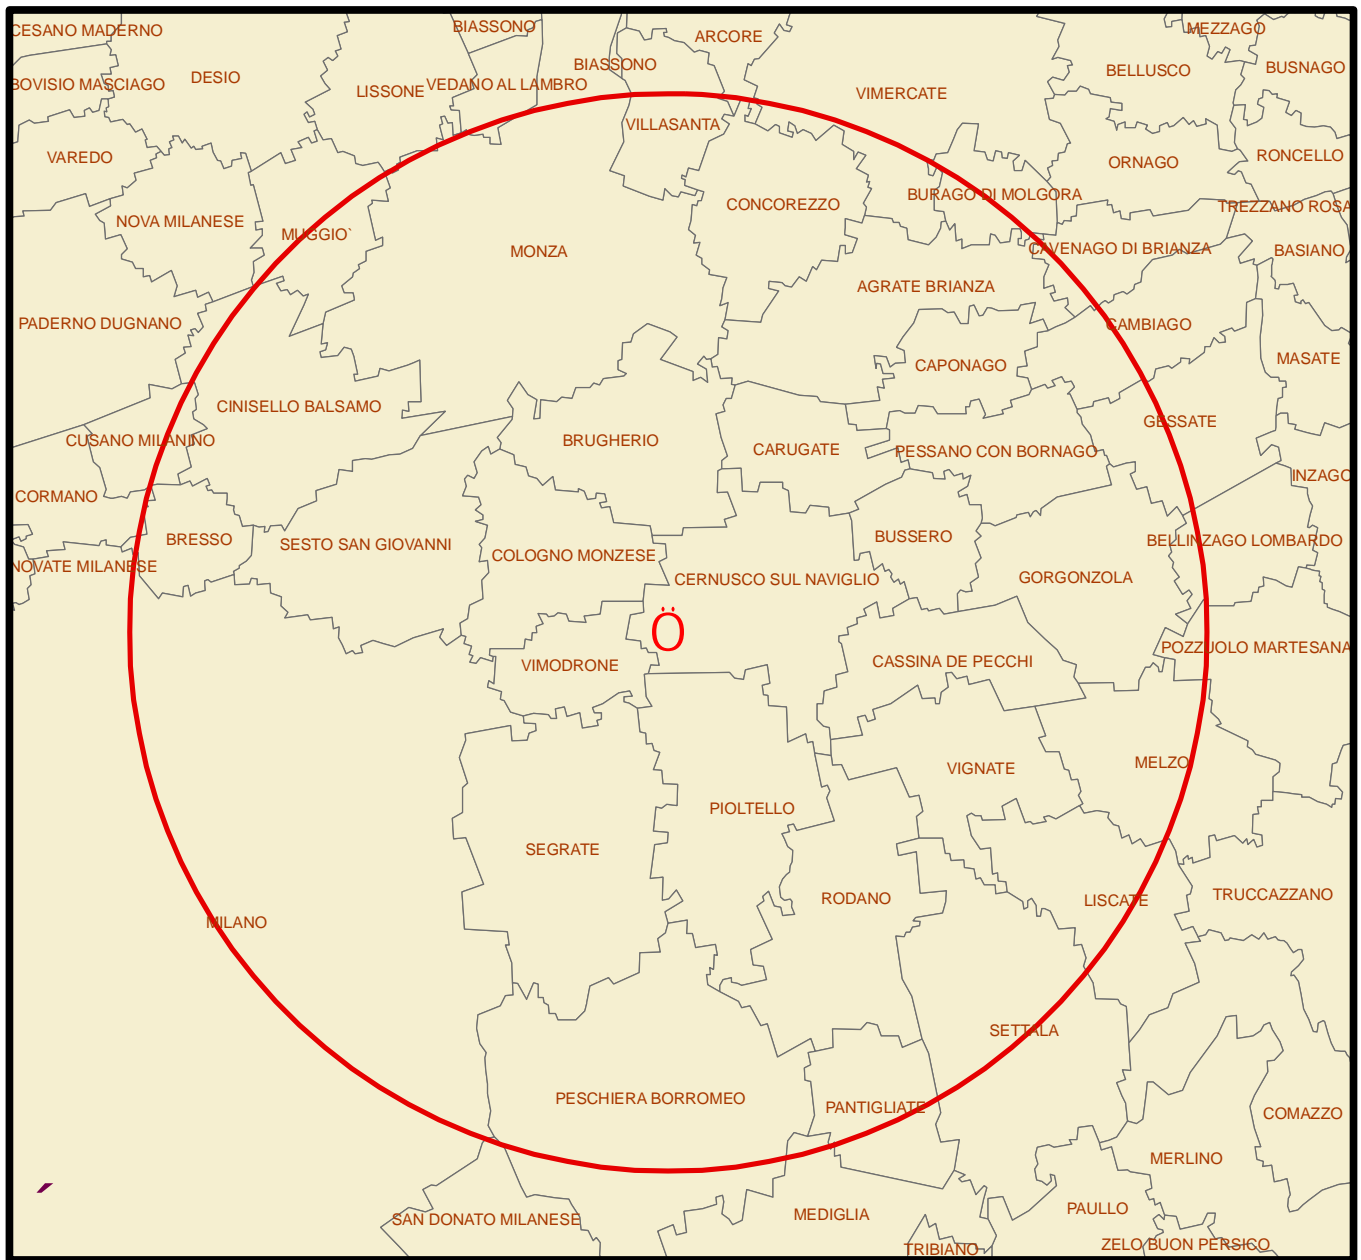 CESANO MADERNO
BIASSONO
ARCORE
MEZZAGO
BOVISIO MASCIAGO
DESIO
LISSONE
VEDANO AL LAMBRO
BIASSONO
VIMERCATE
BELLUSCO
BUSNAGO
VAREDO
VILLASANTA
ORNAGO
RONCELLO
NOVA MILANESE
MUGGIO`
MONZA
CONCOREZZO
BURAGO DI MOLGORA
TREZZANO ROSA
CAVENAGO DI BRIANZA
BASIANO
PADERNO DUGNANO
AGRATE BRIANZA
CAMBIAGO
CAPONAGO
MASATE
CINISELLO BALSAMO
CUSANO MILANINO
BRUGHERIO
CARUGATE
PESSANO CON BORNAGO
GESSATE
INZAGO
CORMANO
BRESSO
SESTO SAN GIOVANNI
COLOGNO MONZESE
BUSSERO
BELLINZAGO LOMBARDO
NOVATE MILANESE
CERNUSCO SUL NAVIGLIO
GORGONZOLA
Ö
VIMODRONE
CASSINA DE PECCHI
POZZUOLO MARTESANA
VIGNATE
MELZO
PIOLTELLO
SEGRATE
RODANO
LISCATE
TRUCCAZZANO
MILANO
SETTALA
PESCHIERA BORROMEO
PANTIGLIATE
COMAZZO
MERLINO
SAN DONATO MILANESE
MEDIGLIA
PAULLO
TRIBIANO
ZELO BUON PERSICO